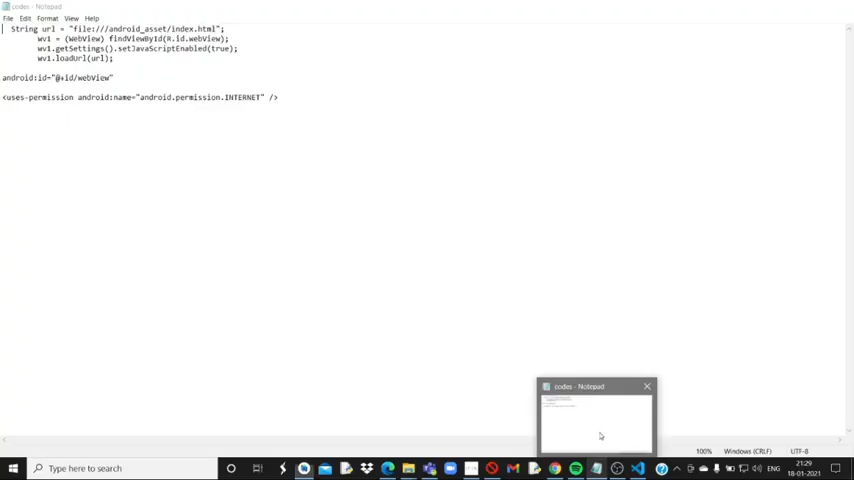 codes - Notepad
File Edit Format View Help
String url = "file:///android_asset/index.html";
wv1 = (WebView) findViewById(R.id.webView);
wv1.getSettings().setJavaScriptEnabled(true);
wv1.loadUrl(url);
android:id="@+id/webView"
<uses-permission android:name="android.permission.INTERNET" />
codes - Notepad
100% Windows (CRLF) UTF-8
Type here to search
ENG
21:29
18-01-2021